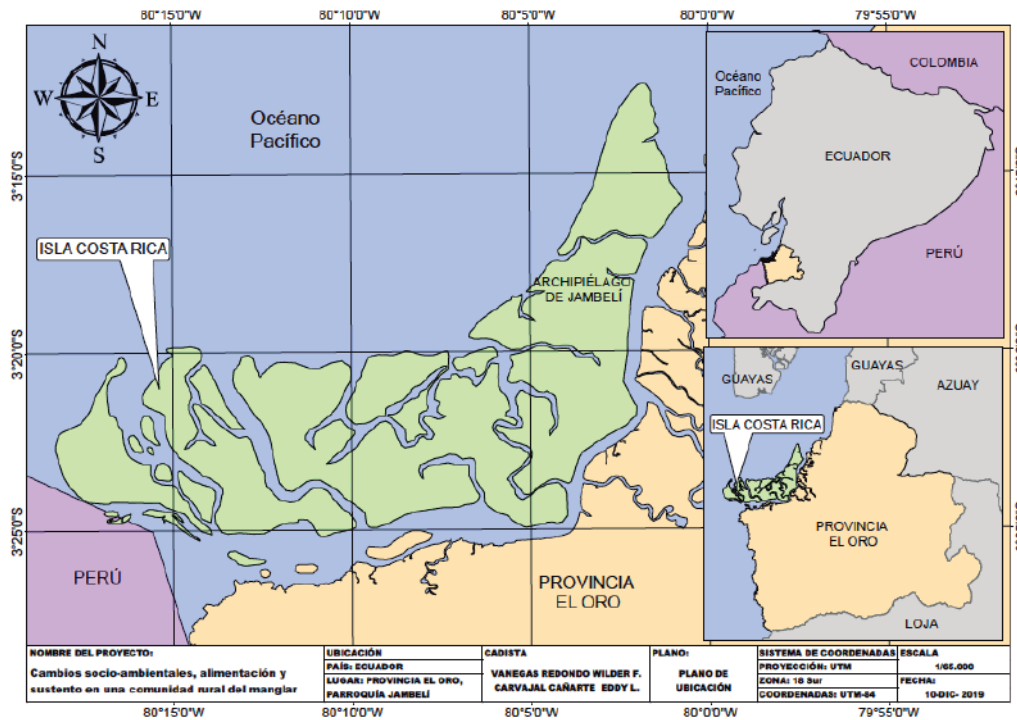 80°15'0"W 80°10'0"W 80°5'0"W 80°0'0"W 79°55'0"W
N
W E
S
Océano
Pacífico
3°15'0"S
ISLA COSTA RICA
ARCHIPIÉLAGO
DE JAMBELÍ
3°20'0"S
3°25'0"S
PERÚ
PROVINCIA
EL ORO
COLOMBIA
Océano
Pacífico
ECUADOR
PERÚ
GUAYAS
GUAYAS
AZUAY
ISLA COSTA RICA
PROVINCIA
EL ORO
LOJA
NOMBRE DEL PROYECTO:
Cambios socio-ambientales, alimentación y
sustento en una comunidad rural del manglar
UBICACIÓN
PAÍS: ECUADOR
LUGAR: PROVINCIA EL ORO,
PARROQUÍA JAMBELÍ
CADISTA
VANEGAS REDONDO WILDER F.
CARVAJAL CAÑARTE EDDY L.
PLANO:
PLANO DE
UBICACIÓN
SISTEMA DE COORDENADAS
PROYECCIÓN: UTM
ZONA: 18 Sur
COORDENADAS: UTM-84
ESCALA
1/65.000
FECHA:
10-DIC- 2019
80°15'0"W 80°10'0"W 80°5'0"W 80°0'0"W 79°55'0"W